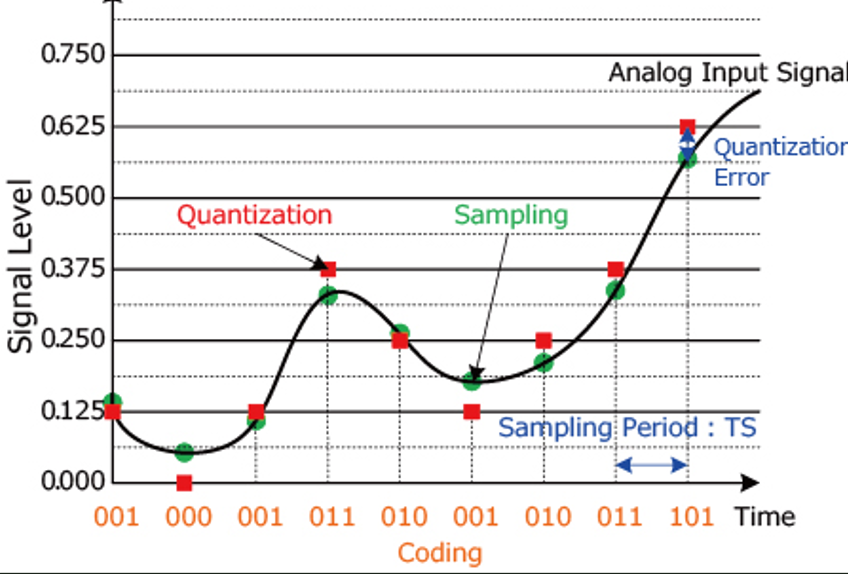 0.750
Analog Input Signal
0.625
Quantization
Error
0.500
Quantization
Sampling
0.375
0.250
0.125
Sampling Period : TS
0.000
Signal Level
001 000 001 011 010 001 010 011 101 Time
Coding